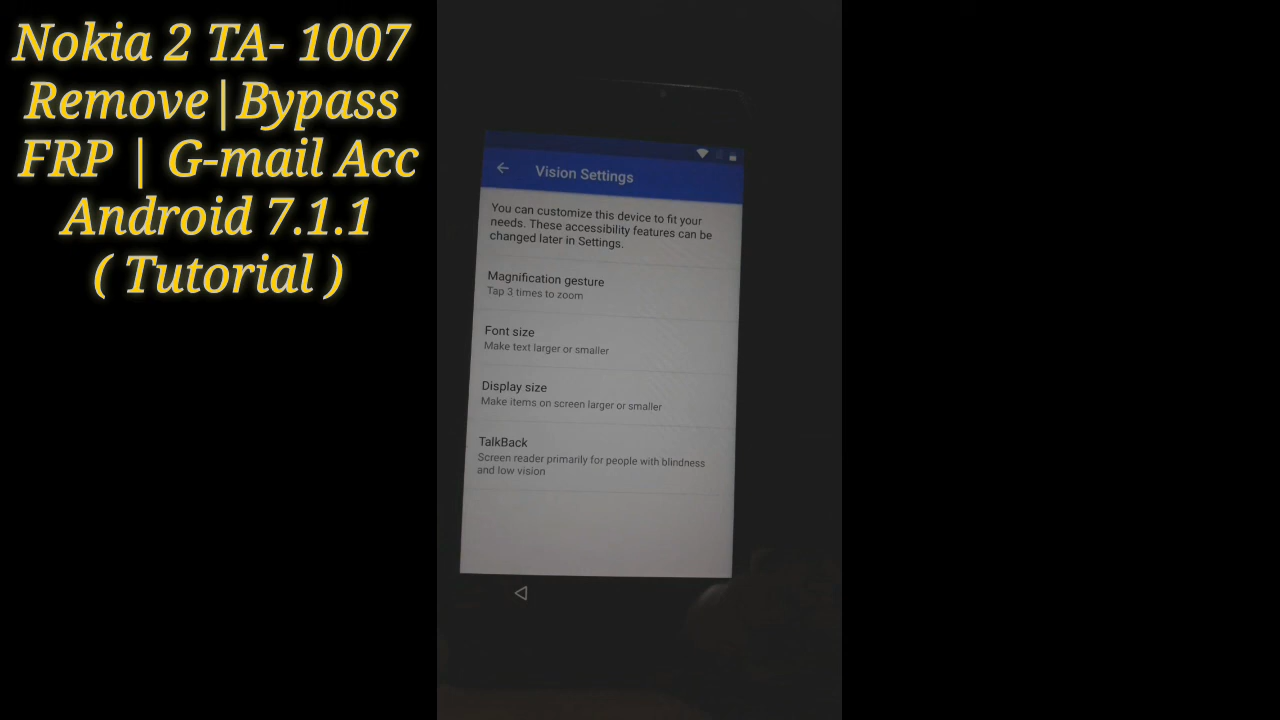 Nokia 2 TA- 1007
Remove|Bypass
FRP | G-mail Acc
Android 7.1.1
( Tutorial )
Vision Settings
You can customize this device to fit your
needs. These accessibility features can be
changed later in Settings.
Magnification gesture
Tap 3 times to zoom
Font size
Make text larger or smaller
Display size
Make items on screen larger or smaller
TalkBack
Screen reader primarily for people with blindness
and low vision